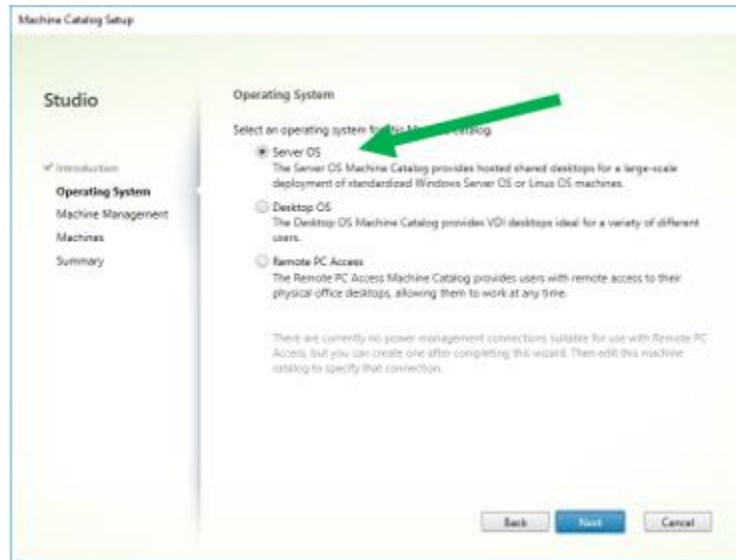 Machine Catalog Setup
Studio
Introduction
Operating System
Machine Management
Machines
Summary
Operating System
Select an operating system for this Machine Catalog.
Server OS
The Server OS Machine Catalog provides hosted shared desktops for a large-scale
deployment of standardized Windows Server OS or Linux OS machines.
Desktop OS
The Desktop OS Machine Catalog provides VDI desktops ideal for a variety of different
users.
Remote PC Access
The Remote PC Access Machine Catalog provides users with remote access to their
physical office desktops, allowing them to work at any time.
There are currently no power management connections suitable for use with Remote PC
Access, but you can create one after completing this wizard. Then edit this machine
catalog to specify that connection.
Back
Next
Cancel